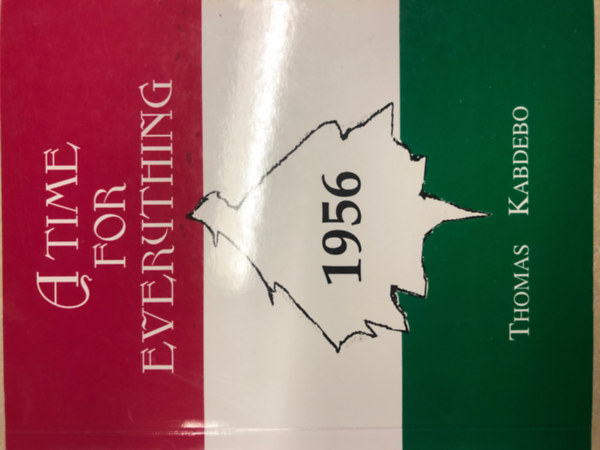 A TIME
FOR
EVERYTHING
1956
THOMAS KABDEBO